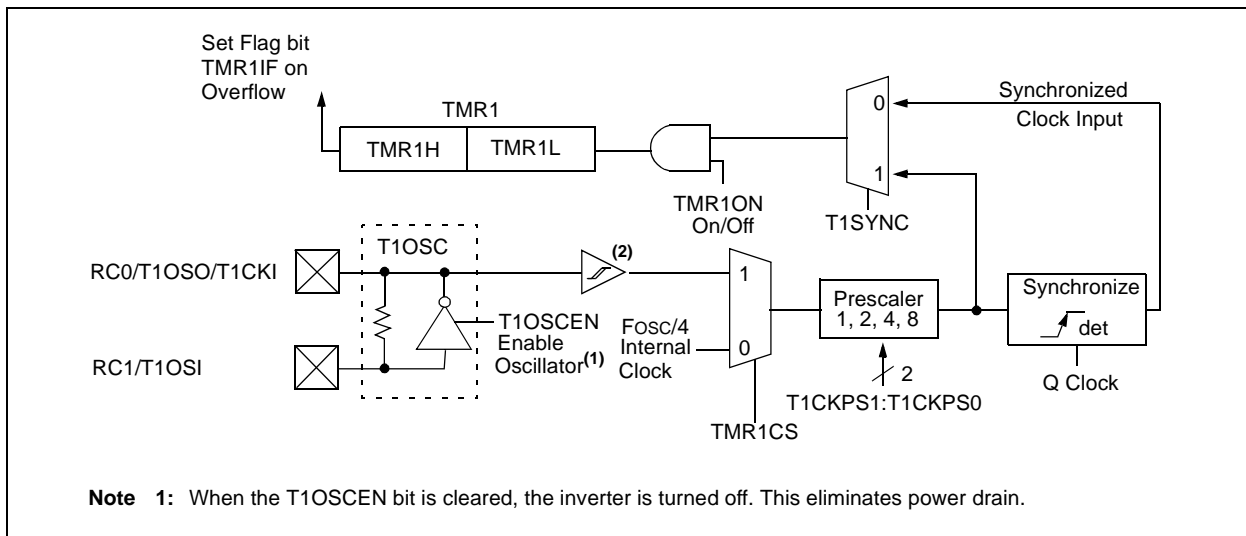 Set Flag bit
TMR1IF on
Overflow
TMR1
TMR1H
TMR1L
TMR1ON
On/Off
0
1
T1SYNC
Synchronized
Clock Input
RC0/T1OSO/T1CKI
RC1/T1OSI
T1OSC
T1OSCEN
Enable
Oscillator(1)
(2)
FOSC/4
Internal
Clock
1
0
TMR1CS
Prescaler
1, 2, 4, 8
2
T1CKPS1:T1CKPS0
Synchronize
det
Q Clock
Note 1: When the T1OSCEN bit is cleared, the inverter is turned off. This eliminates power drain.